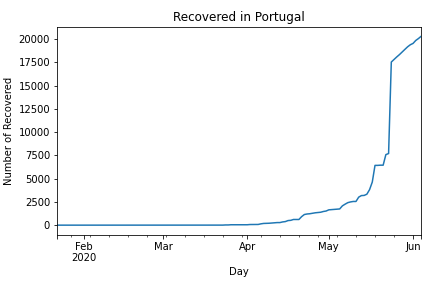 Recovered in Portugal
Number of Recovered
20000
17500
15000
12500
10000
7500
5000
2500
0
Feb
2020
Mar
Apr
May
Jun
Day